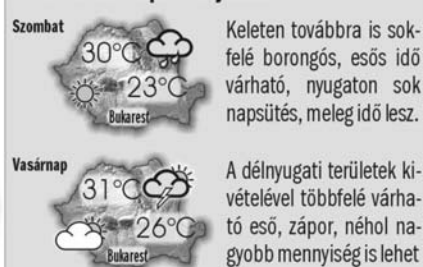 Szombat
30°C
23°C
Bukarest
Keleten továbbra is sok-
felé borongós, esős idő
várható, nyugaton sok
napsütés, meleg idő lesz.
Vasárnap
31°C
26°C
Bukarest
A délnyugati területek ki-
vételével többfelé várha-
tó eső, zápor, néhol na-
gyobb mennyiség is lehet